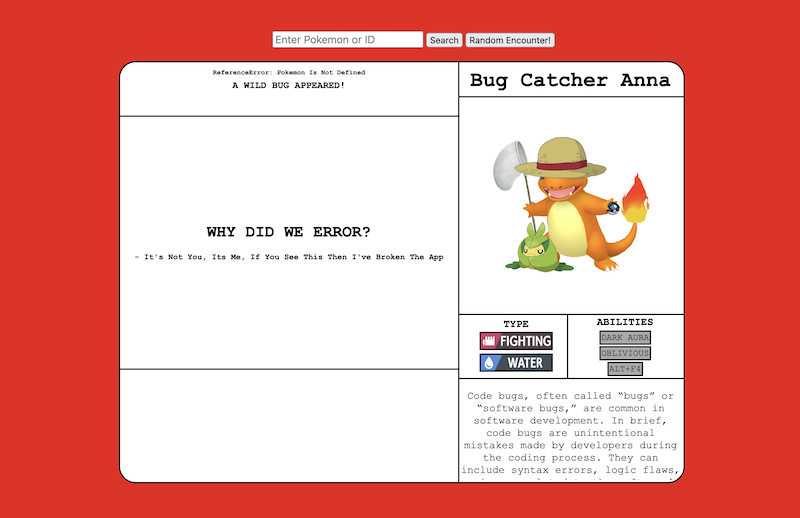 Enter Pokemon or ID Search Random Encounter!
ReferenceError: Pokemon Is Not Defined
A WILD BUG APPEARED!
WHY DID WE ERROR?
- It's Not You, Its Me, If You See This Then I've Broken The App
Bug Catcher Anna
TYPE
FIGHTING
WATER
ABILITIES
DARK AURA
OBLIVIOUS
ALT+F4
Code bugs, often called “bugs” or
“software bugs,” are common in
software development. In brief,
code bugs are unintentional
mistakes made by developers during
the coding process. They can
include syntax errors, logic flaws,